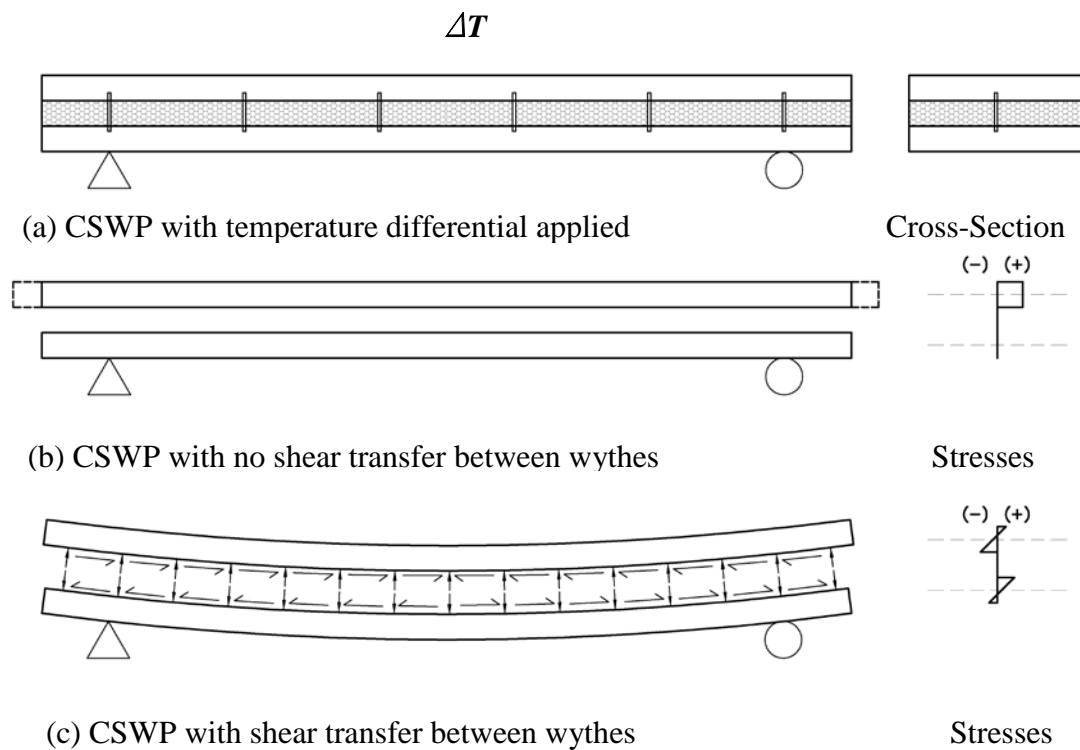 ΔT
(a) CSWP with temperature differential applied Cross-Section
(−) (+)
(b) CSWP with no shear transfer between wythes Stresses
(−) (+)
(c) CSWP with shear transfer between wythes Stresses